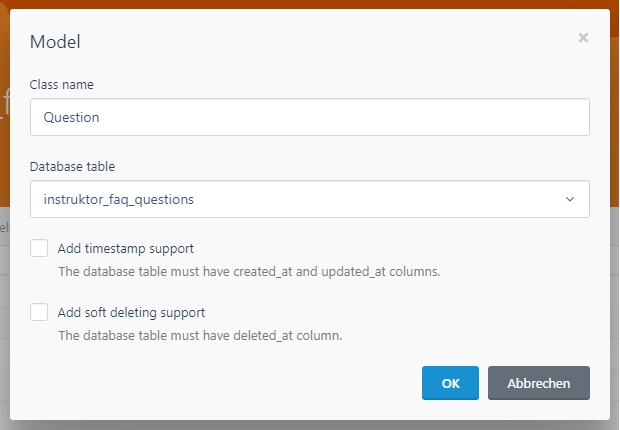 Model
×
Class name
Question
Database table
instruktor_faq_questions
Add timestamp support
The database table must have created_at and updated_at columns.
Add soft deleting support
The database table must have deleted_at column.
OK
Abbrechen